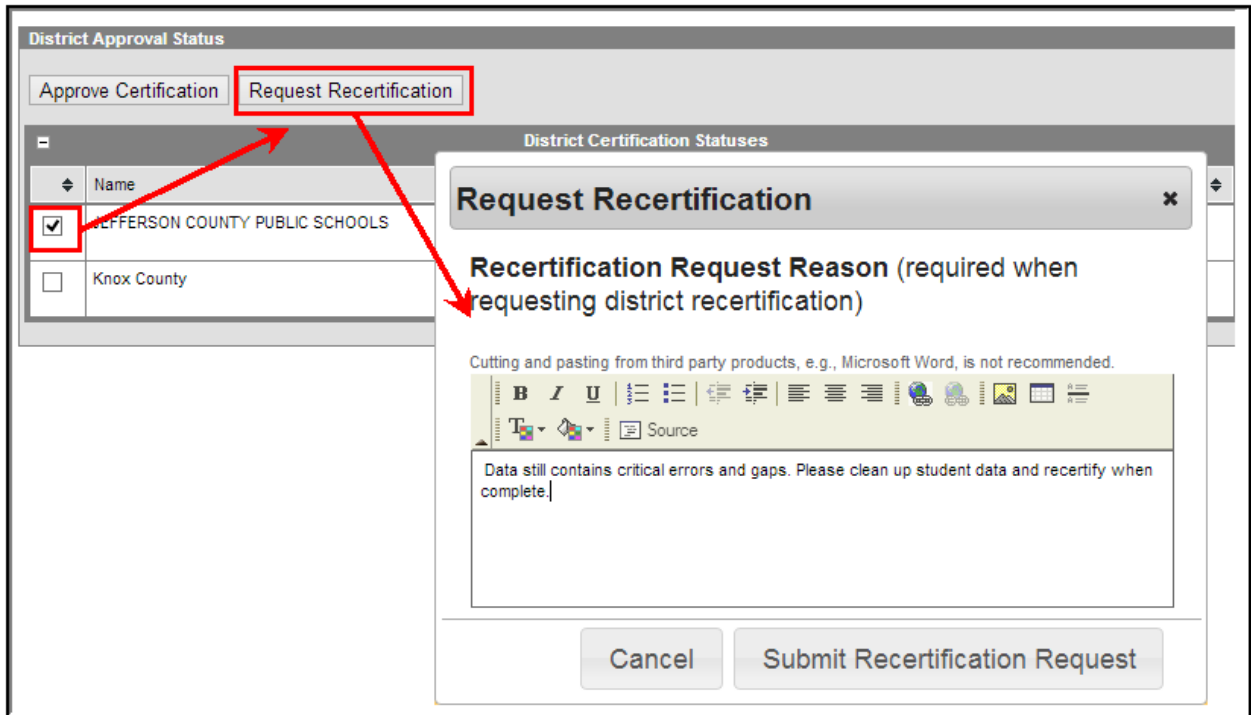 District Approval Status
Approve Certification Request Recertification
District Certification Statuses
Name
JEFFERSON COUNTY PUBLIC SCHOOLS
Knox County
Request Recertification
Recertification Request Reason (required when
requesting district recertification)
Cutting and pasting from third party products, e.g., Microsoft Word, is not recommended.
B I U
Source
Data still contains critical errors and gaps. Please clean up student data and recertify when
complete.
Cancel Submit Recertification Request